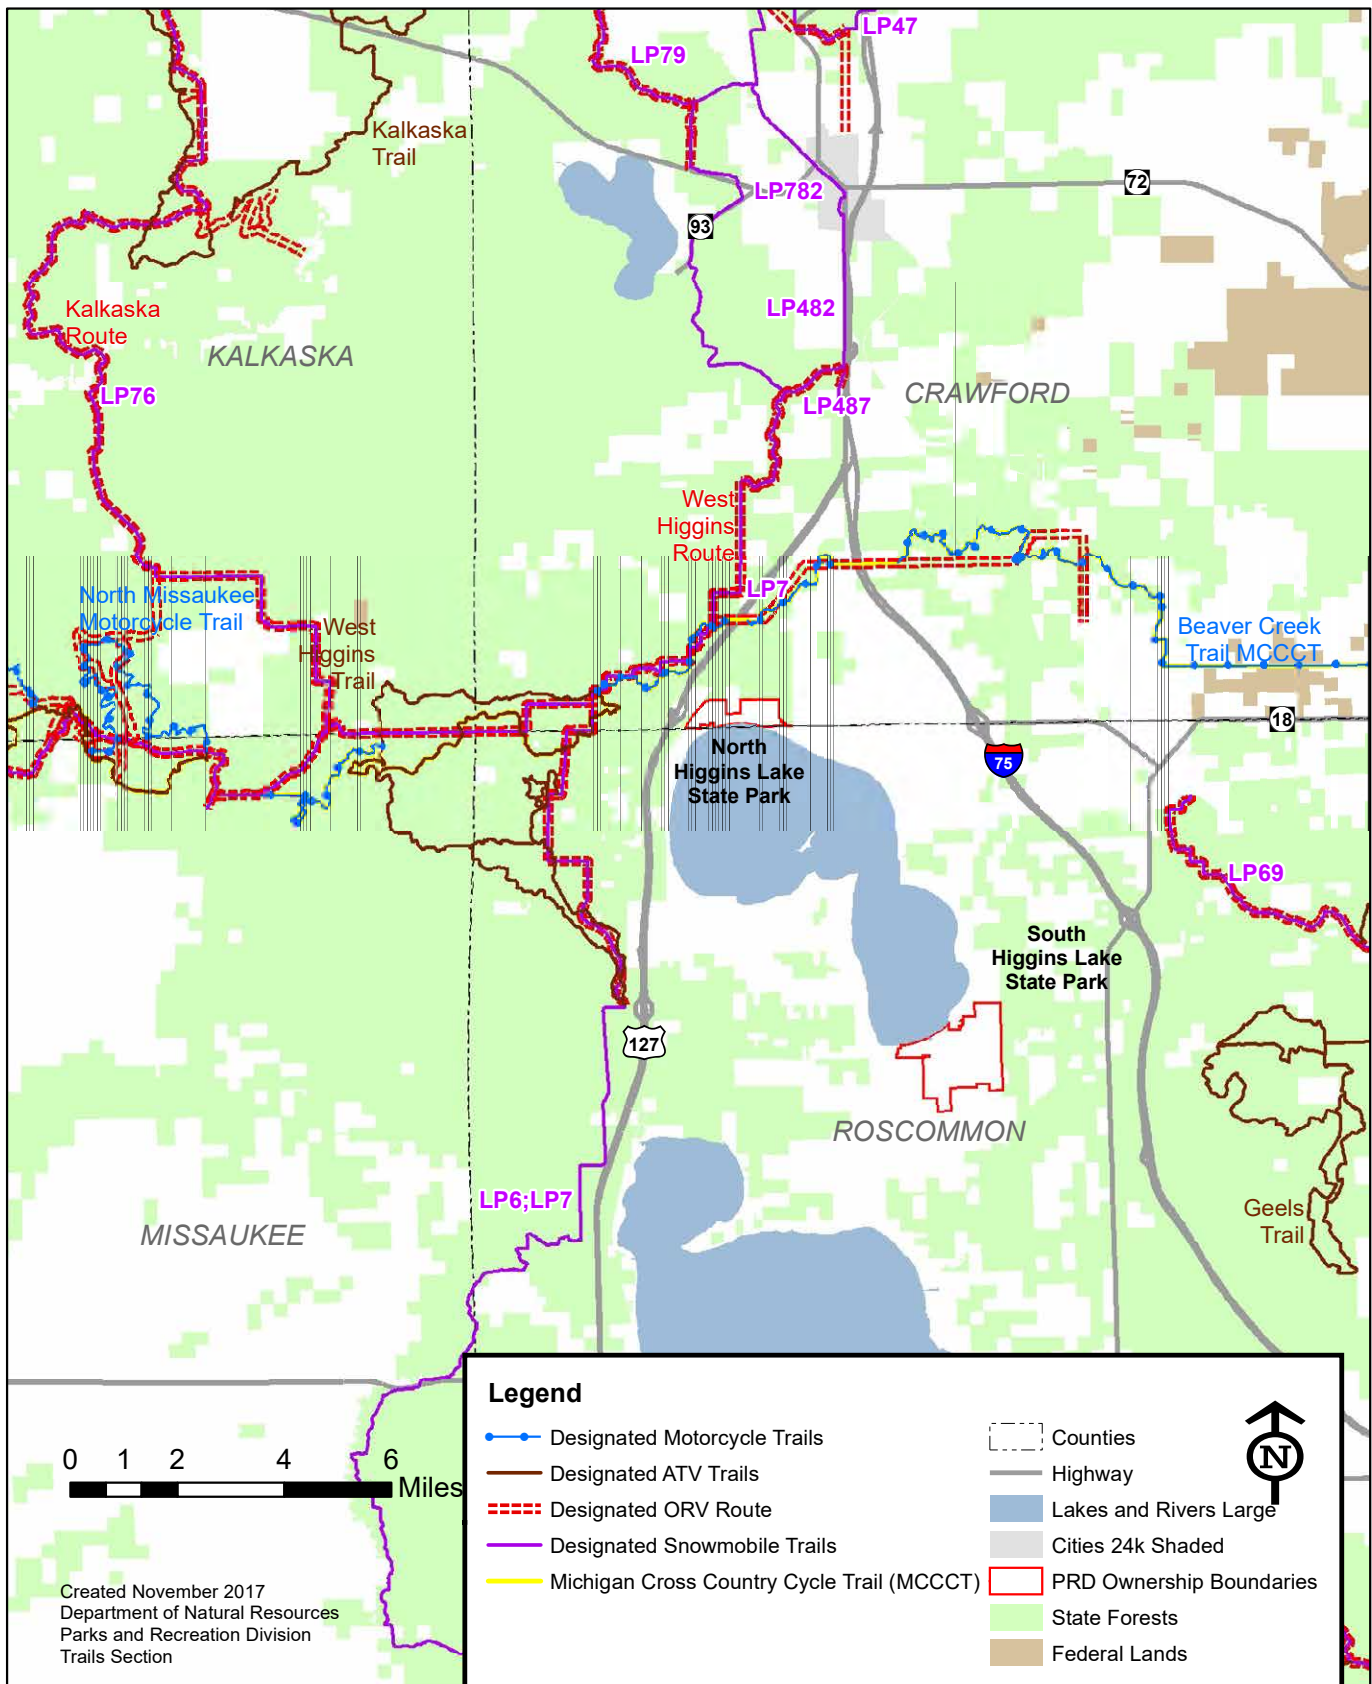 LP47
LP79
Kalkaska
Trail
72
LP782
93
Kalkaska
Route
LP482
KALKASKA
LP76
CRAWFORD
LP487
West
Higgins
Route
LP7
North Missaukee
Motorcycle Trail
West
Higgins
Trail
Beaver Creek
Trail MCCCT
18
North
Higgins Lake
State Park
75
LP69
South
Higgins Lake
State Park
127
ROSCOMMON
LP6;LP7
MISSAUKEE
Geels
Trail
Legend
Designated Motorcycle Trails
Designated ATV Trails
Designated ORV Route
Designated Snowmobile Trails
Michigan Cross Country Cycle Trail (MCCCT)
Counties
Highway
Lakes and Rivers Large
Cities 24k Shaded
PRD Ownership Boundaries
State Forests
Federal Lands
N
0 1 2 4 6
Miles
Created November 2017
Department of Natural Resources
Parks and Recreation Division
Trails Section